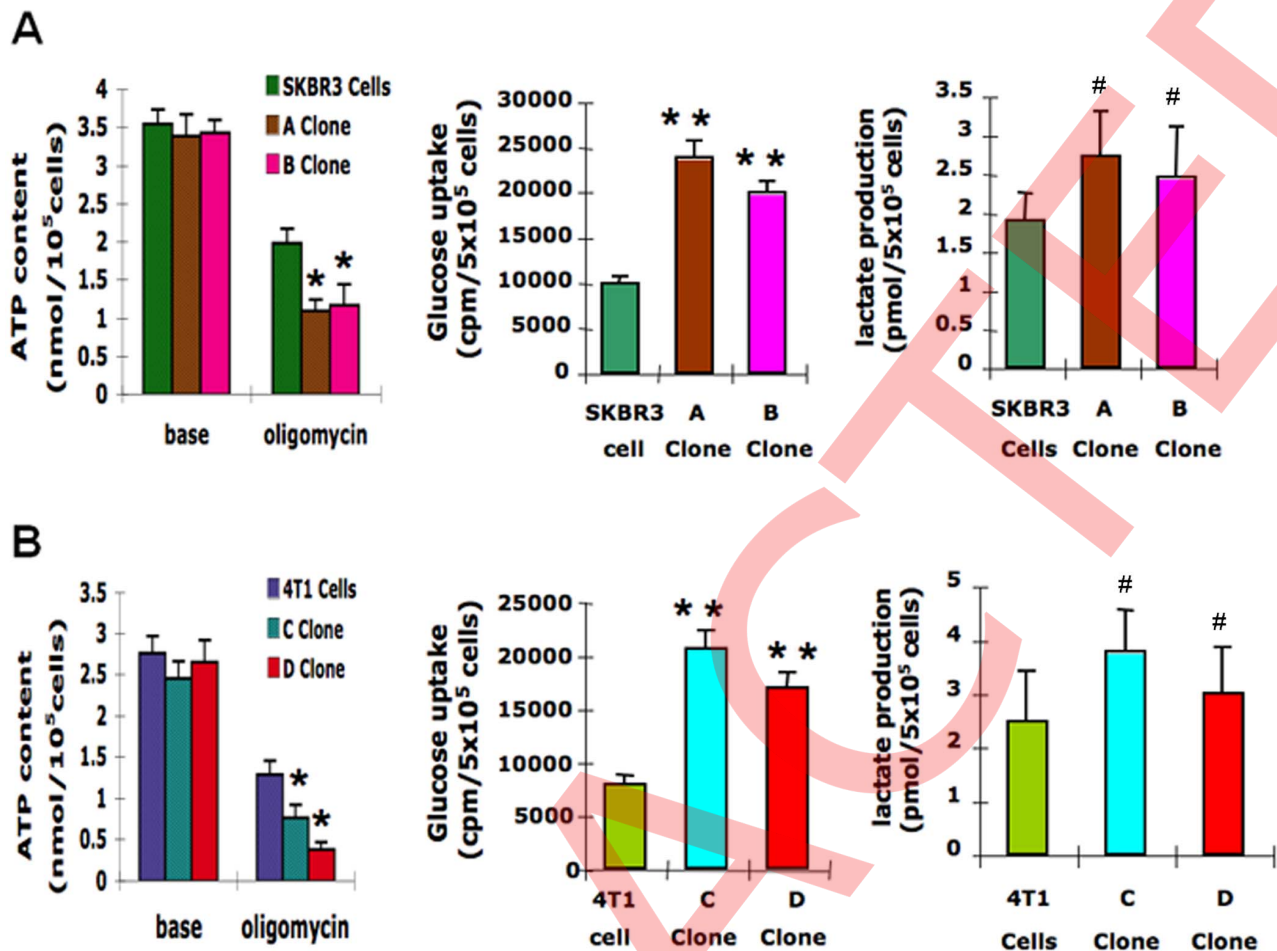 A
ATP content
(nmol/10⁵cells)
4
3.5
3
2.5
2
1.5
1
0.5
0
SKBR3 Cells
A Clone
B Clone
* *
base oligomycin
Glucose uptake
(cpm/5x10⁵ cells)
30000
25000
20000
15000
10000
5000
0
* *
* *
SKBR3 A B
cell Clone Clone
lactate production
(pmol/5x10⁵ cells)
3.5
3
2.5
2
1.5
1
0.5
0
# #
SKBR3 A B
Cells Clone Clone
B
ATP content
(nmol/10⁵cells)
3.5
3
2.5
2
1.5
1
0.5
0
4T1 Cells
C Clone
D Clone
*
*
base oligomycin
Glucose uptake
(cpm/5x10⁵ cells)
25000
20000
15000
10000
5000
0
* *
* *
4T1 C D
cell Clone Clone
lactate production
(pmol/5x10⁵ cells)
5
4
3
2
1
0
#
#
4T1 C D
Cells Clone Clone
ACTE